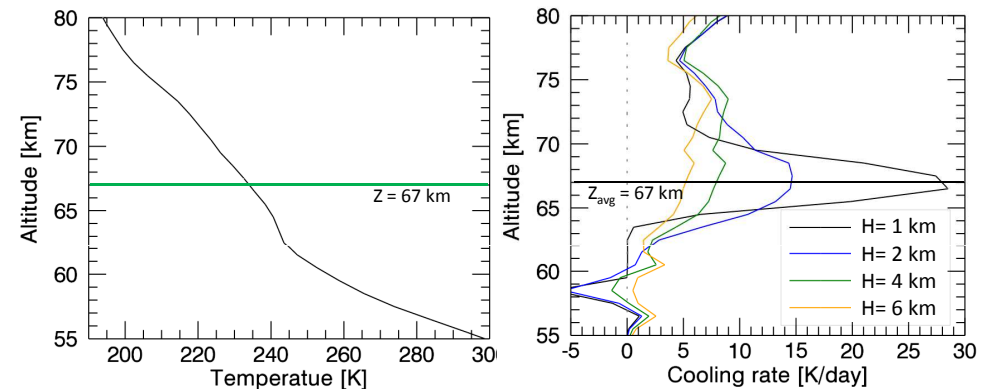 80
75
70
65
60
55
Altitude [km]
Z = 67 km
200
220
240
260
280
30
Temperatue [K]
80
75
70
65
60
55
Altitude [km]
Zavg = 67 km
H= 1 km
H= 2 km
H= 4 km
H= 6 km
-5
0
5
10
15
20
25
30
Cooling rate [K/day]